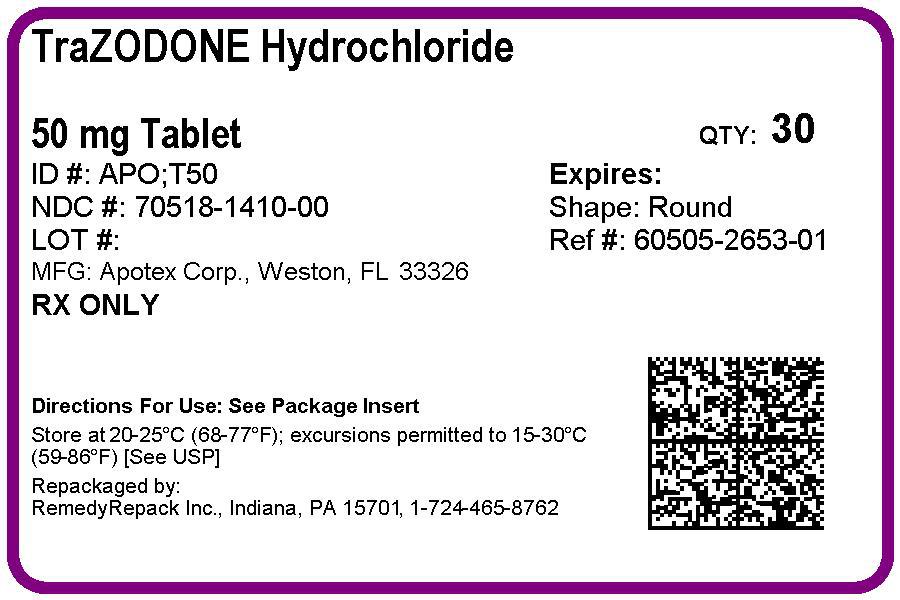 TraZODONE Hydrochloride
50 mg Tablet
QTY: 30
ID #: APO;T50
Expires:
NDC #: 70518-1410-00
Shape: Round
LOT #:
Ref #: 60505-2653-01
MFG: Apotex Corp., Weston, FL 33326
RX ONLY
Directions For Use: See Package Insert
Store at 20-25°C (68-77°F); excursions permitted to 15-30°C
(59-86°F) [See USP]
Repackaged by:
RemedyRepack Inc., Indiana, PA 15701, 1-724-465-8762